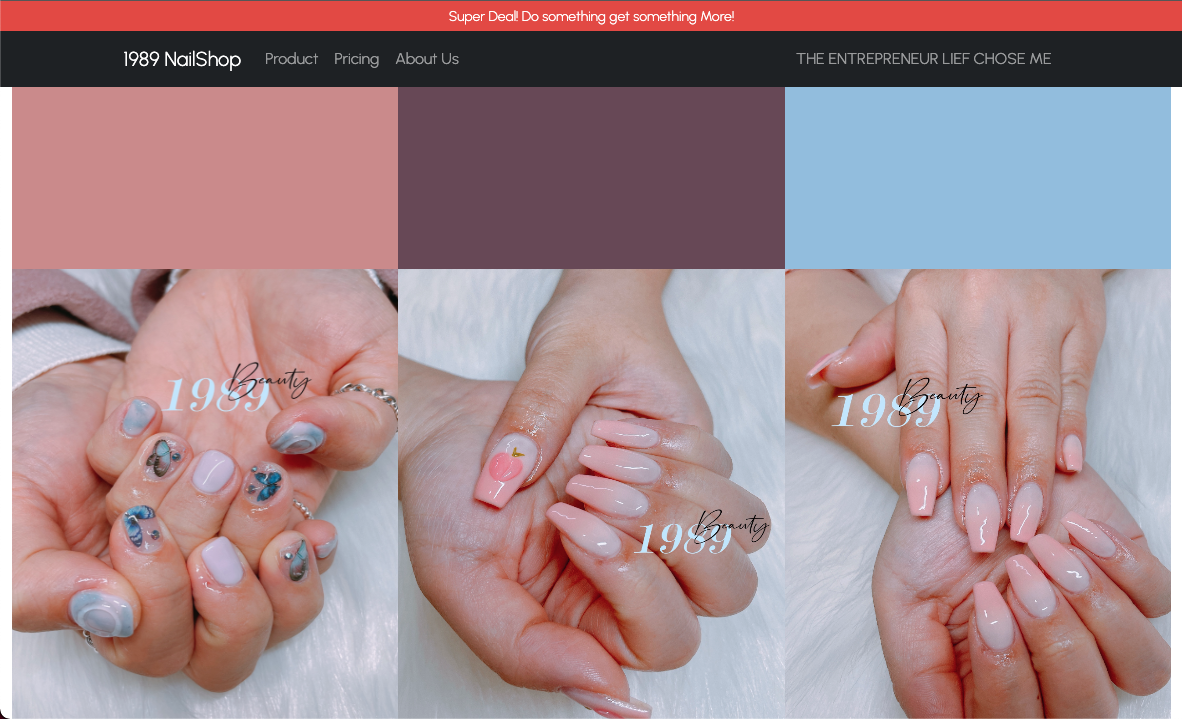 Super Deal! Do something get something More!
1989 NailShop Product Pricing About Us THE ENTREPRENEUR LIEF CHOSE ME
1989 Beauty
1989 Beauty
1989 Beauty